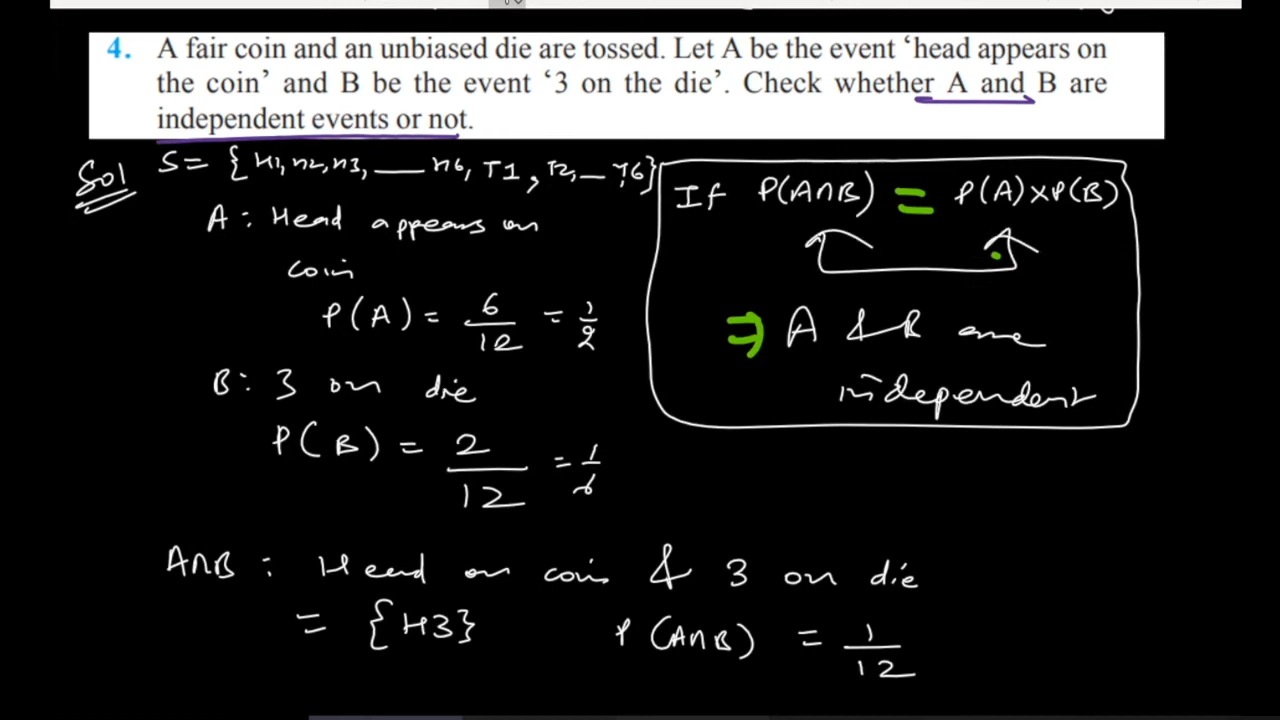 4. A fair coin and an unbiased die are tossed. Let A be the event ‘head appears on
the coin’ and B be the event ‘3 on the die’. Check whether A and B are
independent events or not.
Sol S = {H1, H2, H3, __ H6, T1, T2, _ T6}
A : Head appears on
coin
P(A) = 6/12 = 1/2
B : 3 on die
P(B) = 2/12 = 1/6
If P(A∩B) = P(A)×P(B)
⇒ A & B are
independent
A∩B : Head on coin & 3 on die
= {H3} P(A∩B) = 1/12